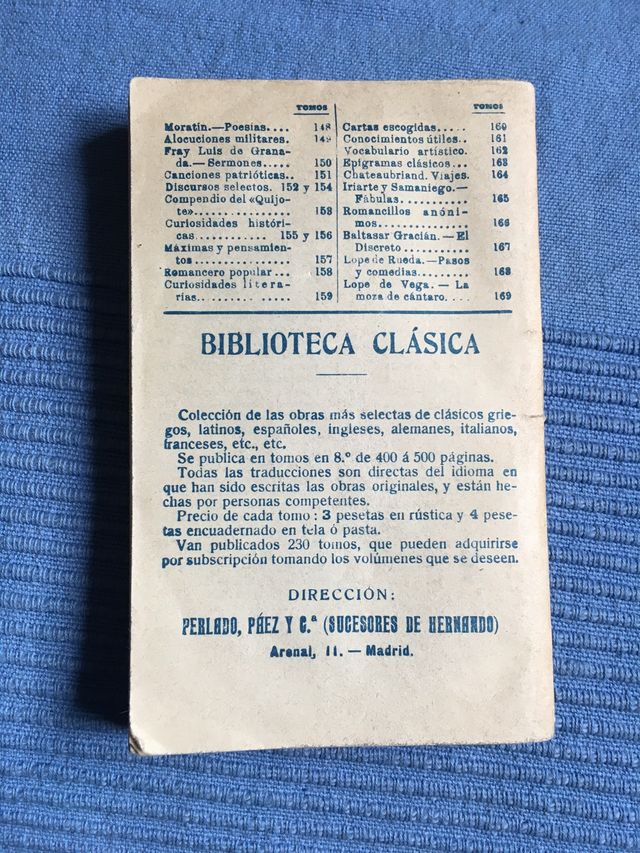 TOMOS
Moratín.—Poesías.... 148
Alocuciones militares. 149
Fray Luis de Grana-
da.—Sermones..... 150
Canciones patrióticas.. 151
Discursos selectos. 152 y 154
Compendio del «Quijo-
te».............. 153
Curiosidades históri-
cas.......... 155 y 156
Máximas y pensamien-
tos.............. 157
Romancero popular... 158
Curiosidades litera-
rias............. 159
TOMOS
Cartas escogidas..... 160
Conocimientos útiles.. 161
Vocabulario artístico. 162
Epigramas clásicos... 163
Chateaubriand. Viajes. 164
Iriarte y Samaniego.—
Fábulas........... 165
Romancillos anóni-
mos.............. 166
Baltasar Gracián.—El
Discreto.......... 167
Lope de Rueda.—Pasos
y comedias........ 168
Lope de Vega.—La
moza de cántaro.... 169
BIBLIOTECA CLÁSICA
Colección de las obras más selectas de clásicos grie-
gos, latinos, españoles, ingleses, alemanes, italianos,
franceses, etc., etc.
Se publica en tomos en 8.º de 400 á 500 páginas.
Todas las traducciones son directas del idioma en
que han sido escritas las obras originales, y están he-
chas por personas competentes.
Precio de cada tomo: 3 pesetas en rústica y 4 pese-
tas encuadernado en tela ó pasta.
Van publicados 230 tomos, que pueden adquirirse
por subscripción tomando los volúmenes que se deseen.
DIRECCIÓN:
PERLADO, PÁEZ Y C.ª (SUCESORES DE HERNANDO)
Arenal, 11.—Madrid.